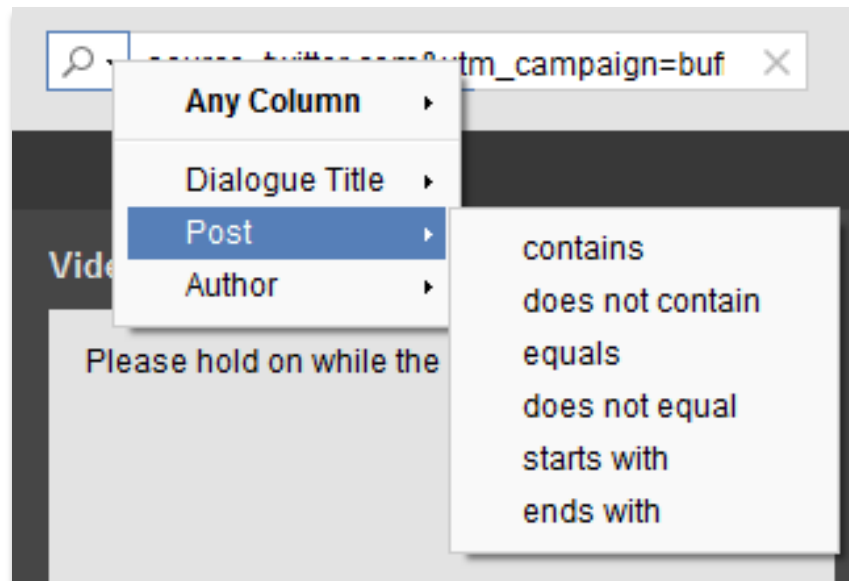 tm_campaign=buf
Any Column
Dialogue Title
Post
Author
contains
does not contain
equals
does not equal
starts with
ends with
Vide
Please hold on while the